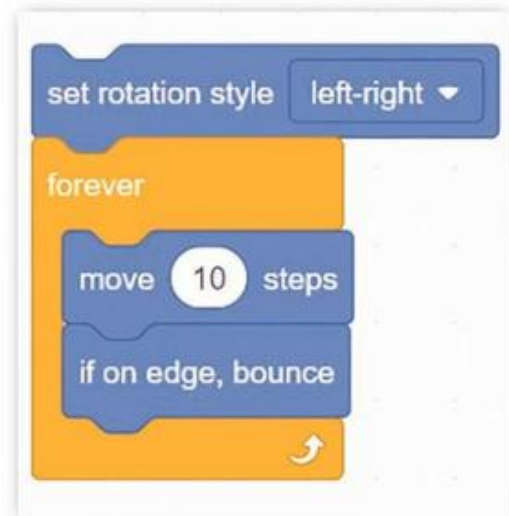 set rotation style left-right
forever
move 10 steps
if on edge, bounce